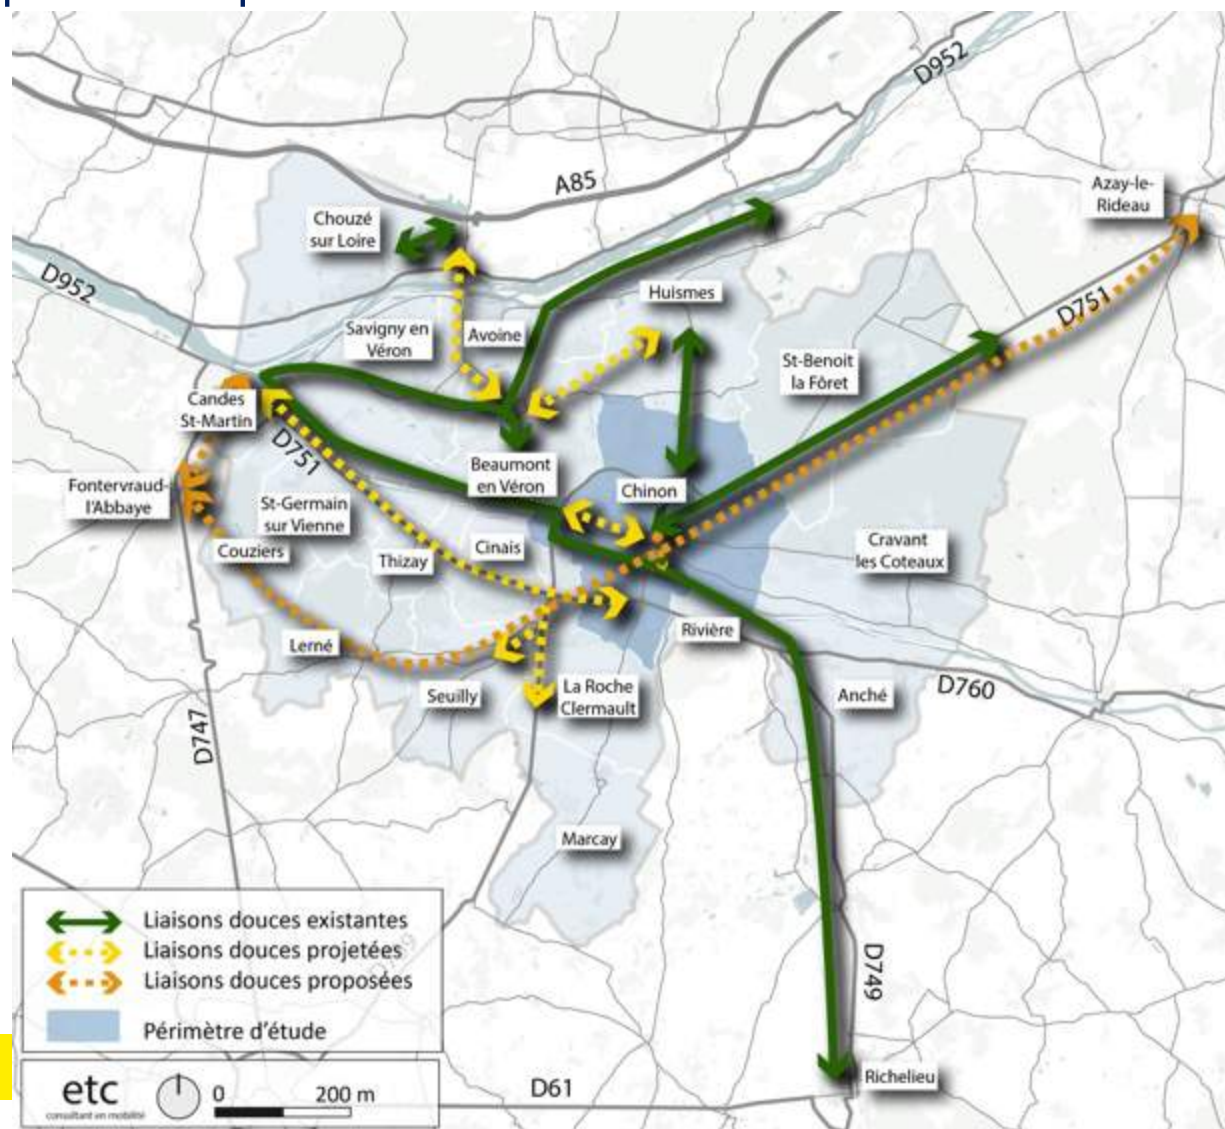 D952
A85
Azay-le-
Rideau
Chouzé
sur Loire
D952
Huismes
D751
Savigny en
Véron
Avoine
St-Benoit
la Fôret
Candes
St-Martin
D751
Beaumont
en Véron
Chinon
Fontervraud-
l'Abbaye
St-Germain
sur Vienne
Couziers
Thizay
Cinais
Cravant
les Coteaux
Lerné
Rivière
Seuilly
La Roche
Clermault
D760
Anché
D747
Marcay
Liaisons douces existantes
Liaisons douces projetées
Liaisons douces proposées
Périmètre d'étude
D749
D749
etc
consultant en mobilité
0
200 m
D61
Richelieu